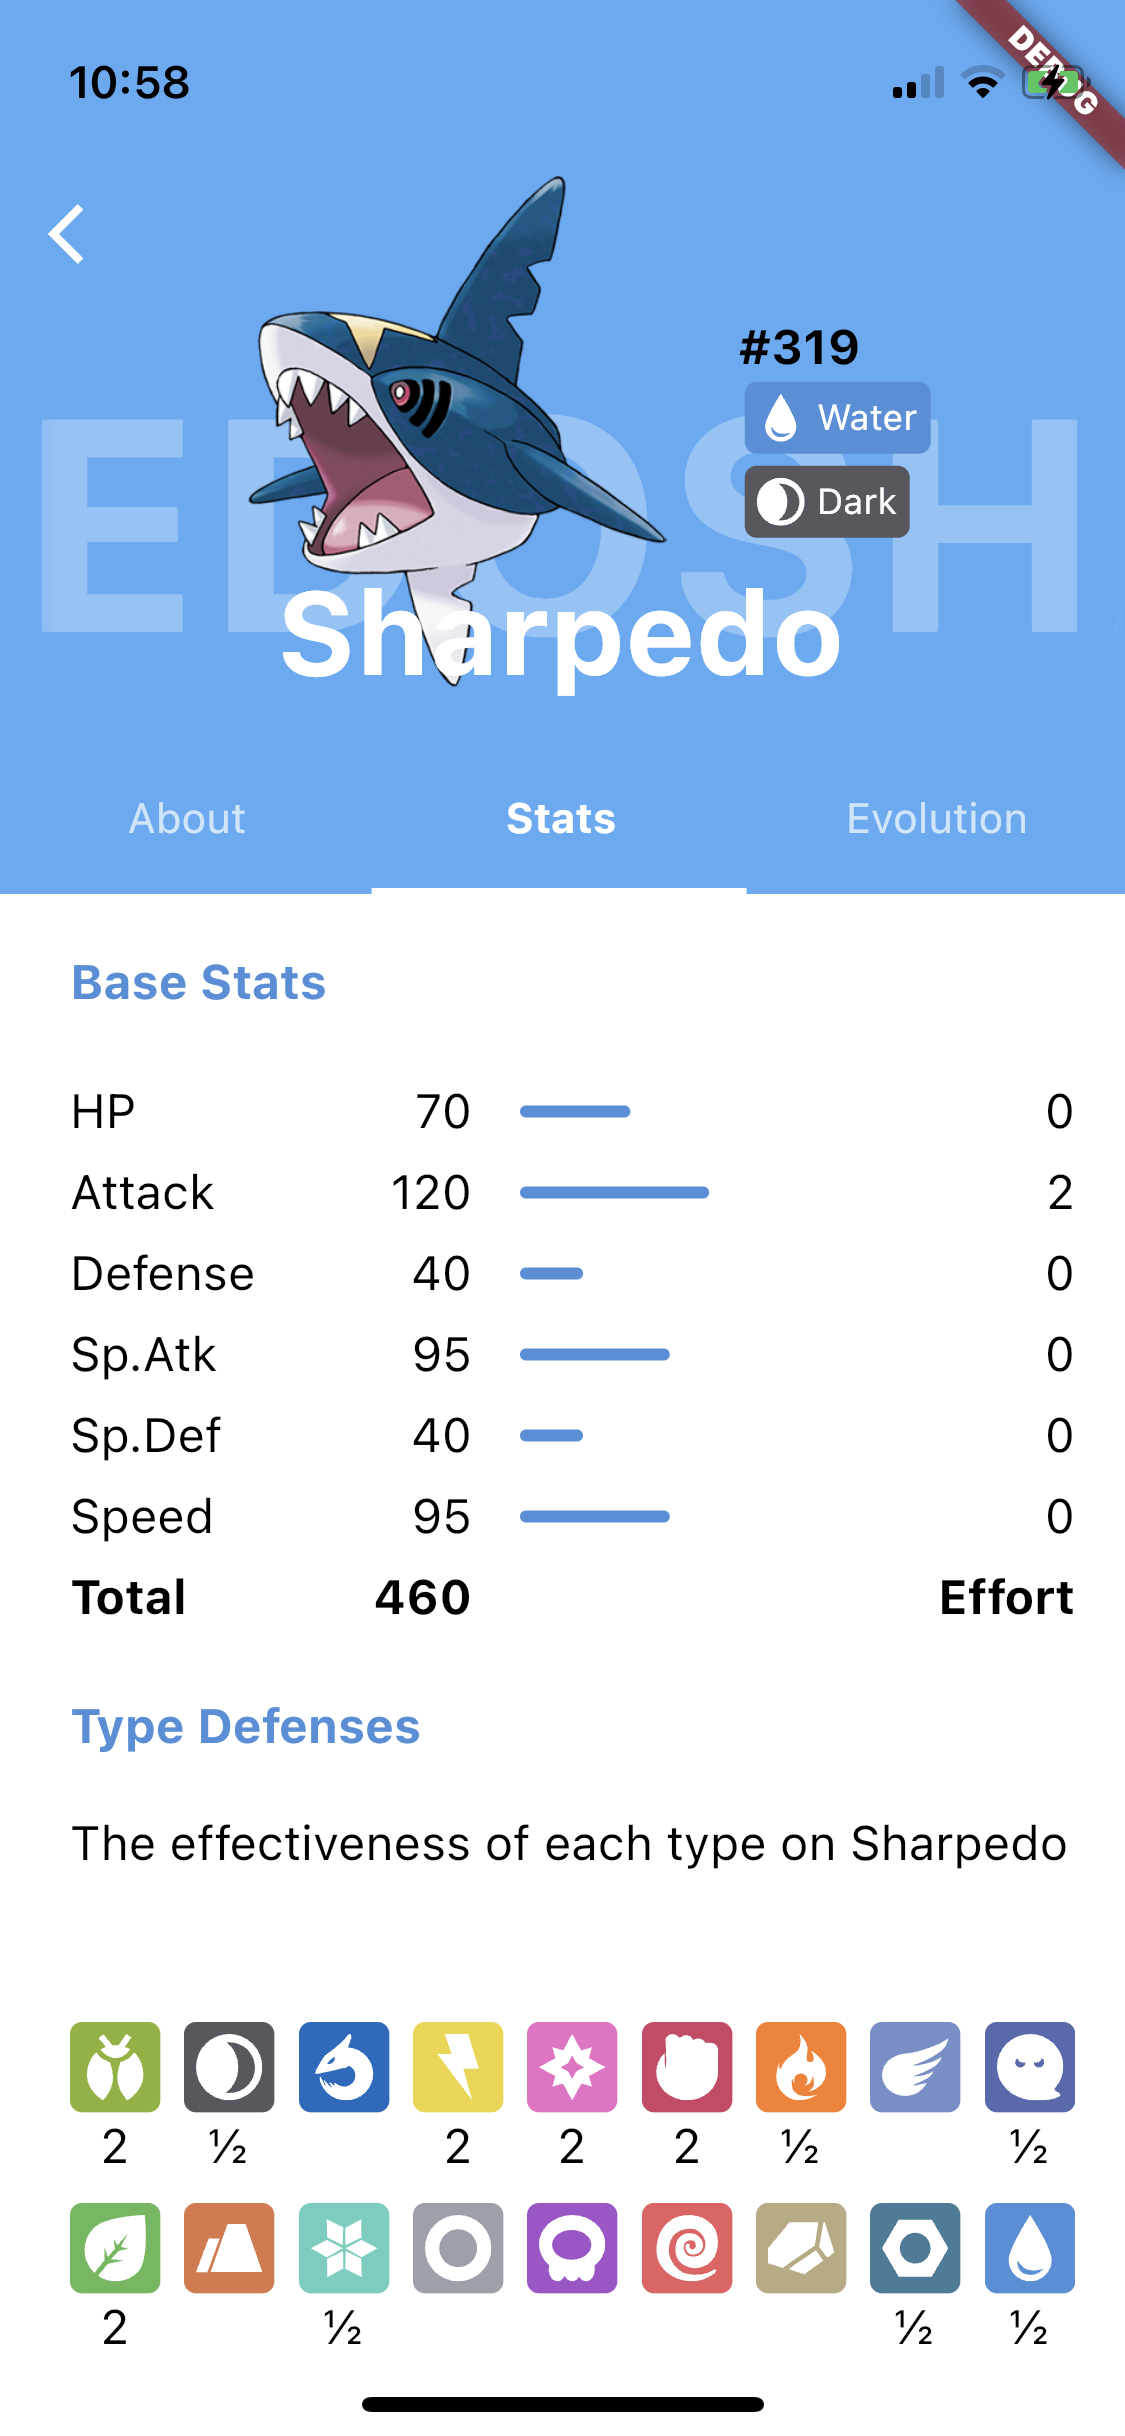 10:58
DEBUG
#319
Water
Dark
EDOSHA
Sharpedo
About Stats Evolution
Base Stats
HP 70 0
Attack 120 2
Defense 40 0
Sp.Atk 95 0
Sp.Def 40 0
Speed 95 0
Total 460 Effort
Type Defenses
The effectiveness of each type on Sharpedo
2 ½ 2 2 2 ½ ½
2 ½ ½ ½